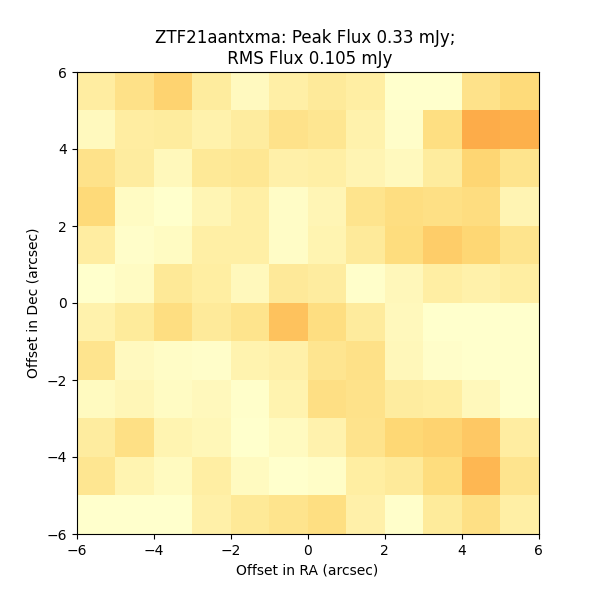 ZTF21aantxma: Peak Flux 0.33 mJy;
RMS Flux 0.105 mJy
6
4
2
0
−2
−4
−6
Offset in Dec (arcsec)
−6 −4 −2 0 2 4 6
Offset in RA (arcsec)